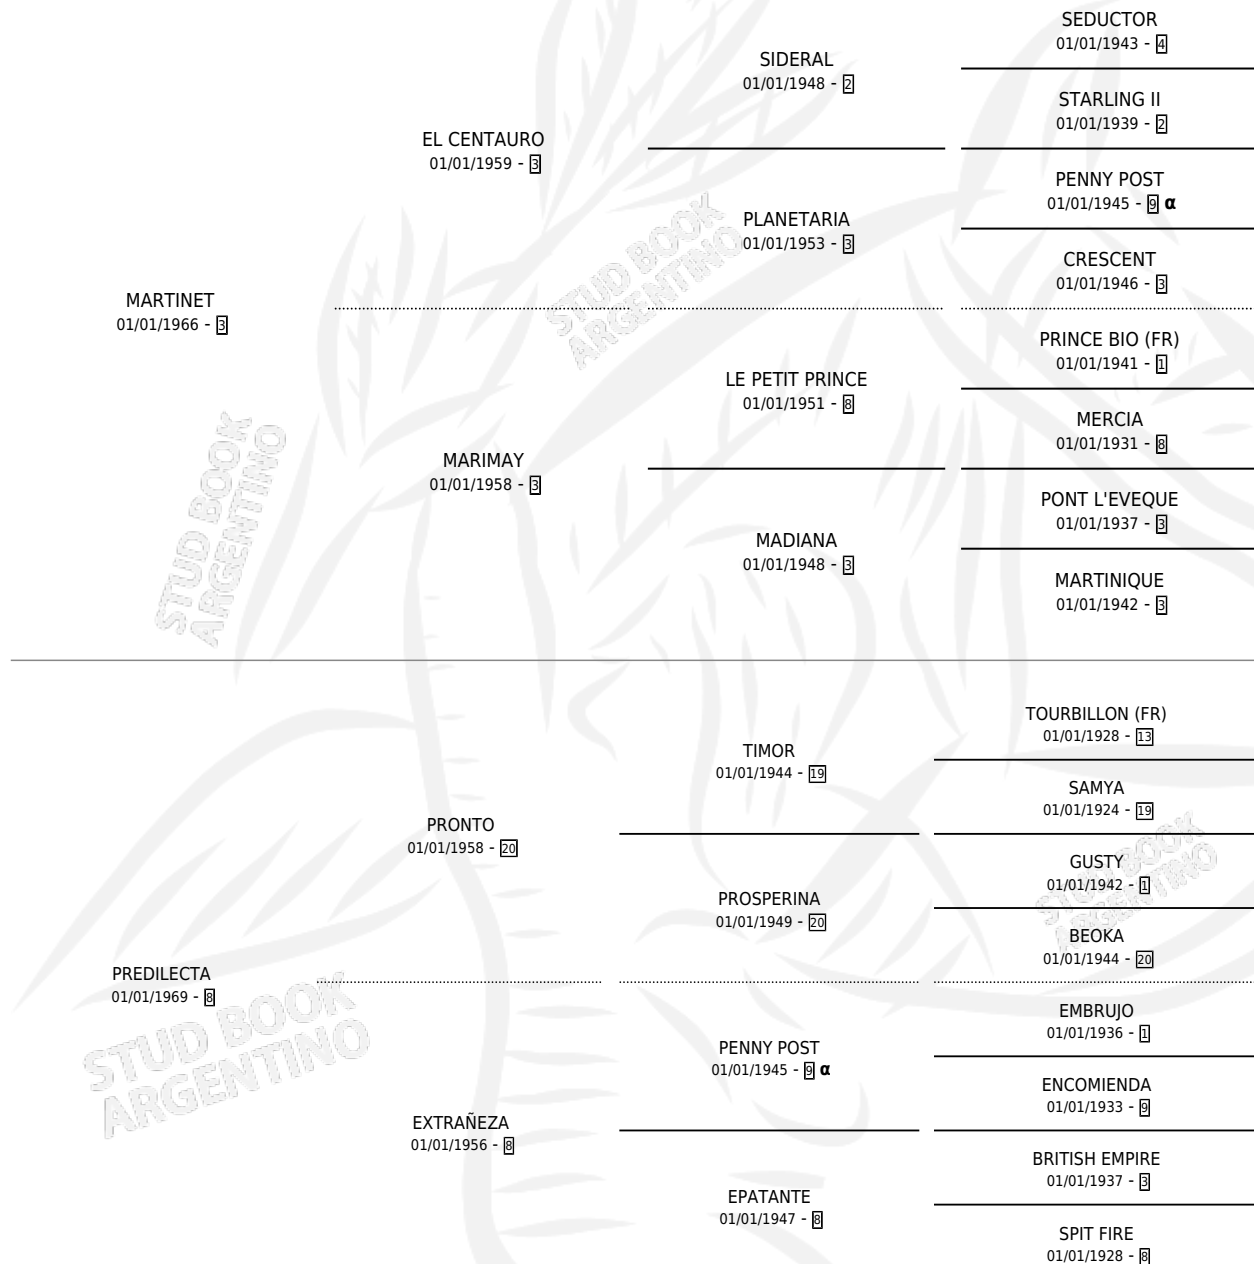 SEDUCTOR
01/01/1943 - 4
SIDERAL
01/01/1948 - 2
STARLING II
01/01/1939 - 2
EL CENTAURO
01/01/1959 - 3
PENNY POST
01/01/1945 - 9 α
PLANETARIA
01/01/1953 - 3
CRESCENT
01/01/1946 - 3
MARTINET
01/01/1966 - 3
PRINCE BIO (FR)
01/01/1941 - 1
LE PETIT PRINCE
01/01/1951 - 8
MERCIA
01/01/1931 - 8
MARIMAY
01/01/1958 - 3
PONT L'EVEQUE
01/01/1937 - 3
MADIANA
01/01/1948 - 3
MARTINIQUE
01/01/1942 - 3
STUD BOOK
ARGENTINO
STUD BOOK
ARGENTINO
TOURBILLON (FR)
01/01/1928 - 13
TIMOR
01/01/1944 - 19
SAMYA
01/01/1924 - 19
PRONTO
01/01/1958 - 20
GUSTY
01/01/1942 - 1
PROSPERINA
01/01/1949 - 20
BEOKA
01/01/1944 - 20
STUD BOOK
ARGENTINO
PREDILECTA
01/01/1969 - 8
EMBRUJO
01/01/1936 - 1
PENNY POST
01/01/1945 - 9 α
ENCOMIENDA
01/01/1933 - 9
EXTRAÑEZA
01/01/1956 - 8
BRITISH EMPIRE
01/01/1937 - 3
EPATANTE
01/01/1947 - 8
SPIT FIRE
01/01/1928 - 8
STUD BOOK
ARGENTINO